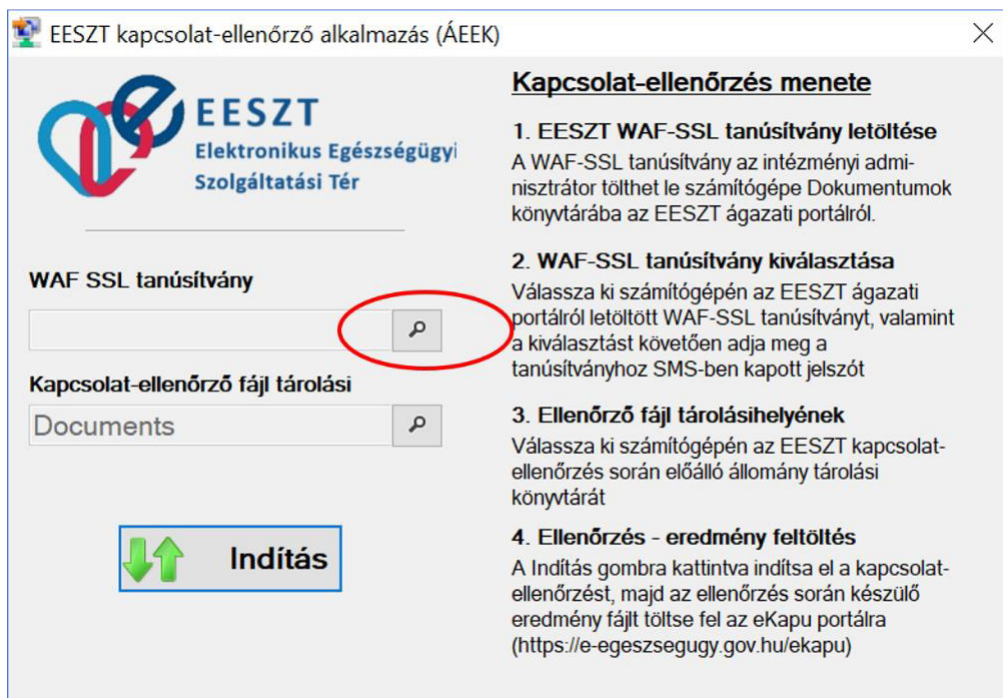 EESZT kapcsolat-ellenőrző alkalmazás (ÁEEK)
EESZT
Elektronikus Egészségügyi
Szolgáltatási Tér
WAF SSL tanúsítvány
Kapcsolat-ellenőrző fájl tárolási
Documents
Indítás
Kapcsolat-ellenőrzés menete
1. EESZT WAF-SSL tanúsítvány letöltése
A WAF-SSL tanúsítvány az intézményi admi-
nisztrátor tölthet le számítógépe Dokumentumok
könyvtárába az EESZT ágazati portálról.
2. WAF-SSL tanúsítvány kiválasztása
Válassza ki számítógépén az EESZT ágazati
portálról letöltött WAF-SSL tanúsítványt, valamint
a kiválasztást követően adja meg a
tanúsítványhoz SMS-ben kapott jelszót
3. Ellenőrző fájl tárolásihelyének
Válassza ki számítógépén az EESZT kapcsolat-
ellenőrzés során előálló állomány tárolási
könyvtárát
4. Ellenőrzés - eredmény feltöltés
A Indítás gombra kattintva indítsa el a kapcsolat-
ellenőrzést, majd az ellenőrzés során készülő
eredmény fájlt töltse fel az eKapu portálra
(https://e-egeszsegugy.gov.hu/ekapu)